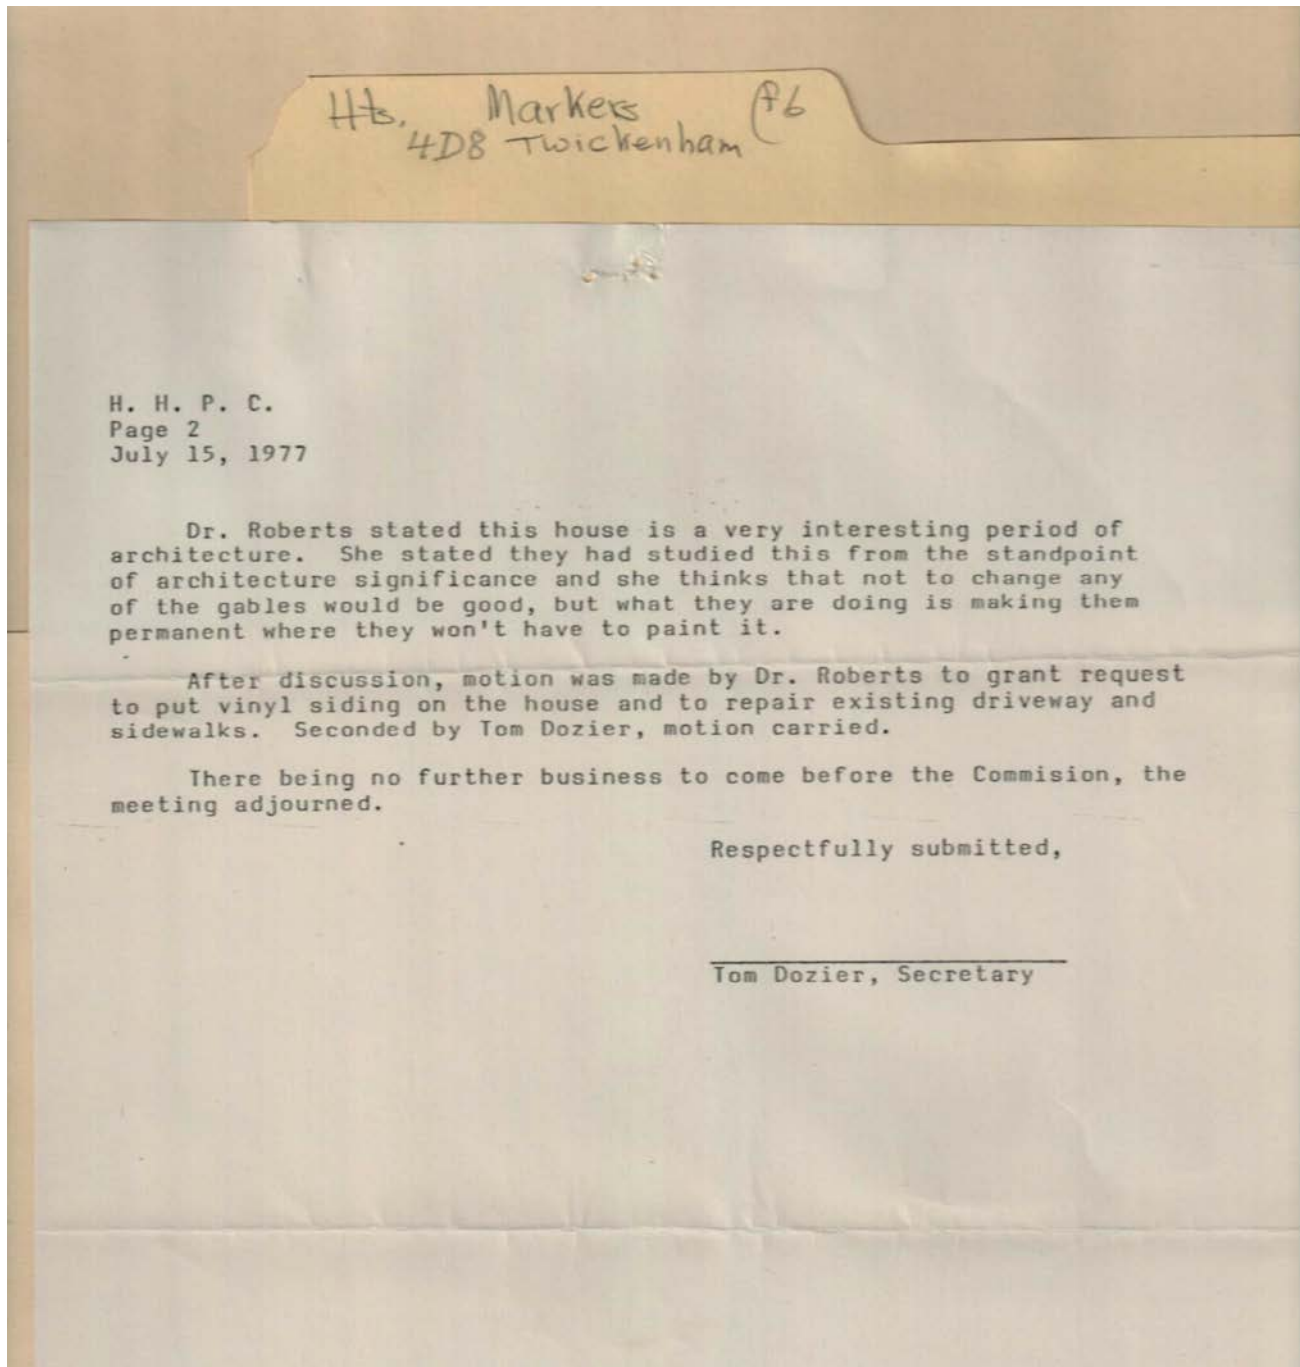 Hts. Markers
4D8 Twickenham
H. H. P. C.
Page 2
July 15, 1977
Dr. Roberts stated this house is a very interesting period of
architecture. She stated they had studied this from the standpoint
of architecture significance and she thinks that not to change any
of the gables would be good, but what they are doing is making them
permanent where they won't have to paint it.
After discussion, motion was made by Dr. Roberts to grant request
to put vinyl siding on the house and to repair existing driveway and
sidewalks. Seconded by Tom Dozier, motion carried.
There being no further business to come before the Commision, the
meeting adjourned.
Respectfully submitted,
Tom Dozier, Secretary